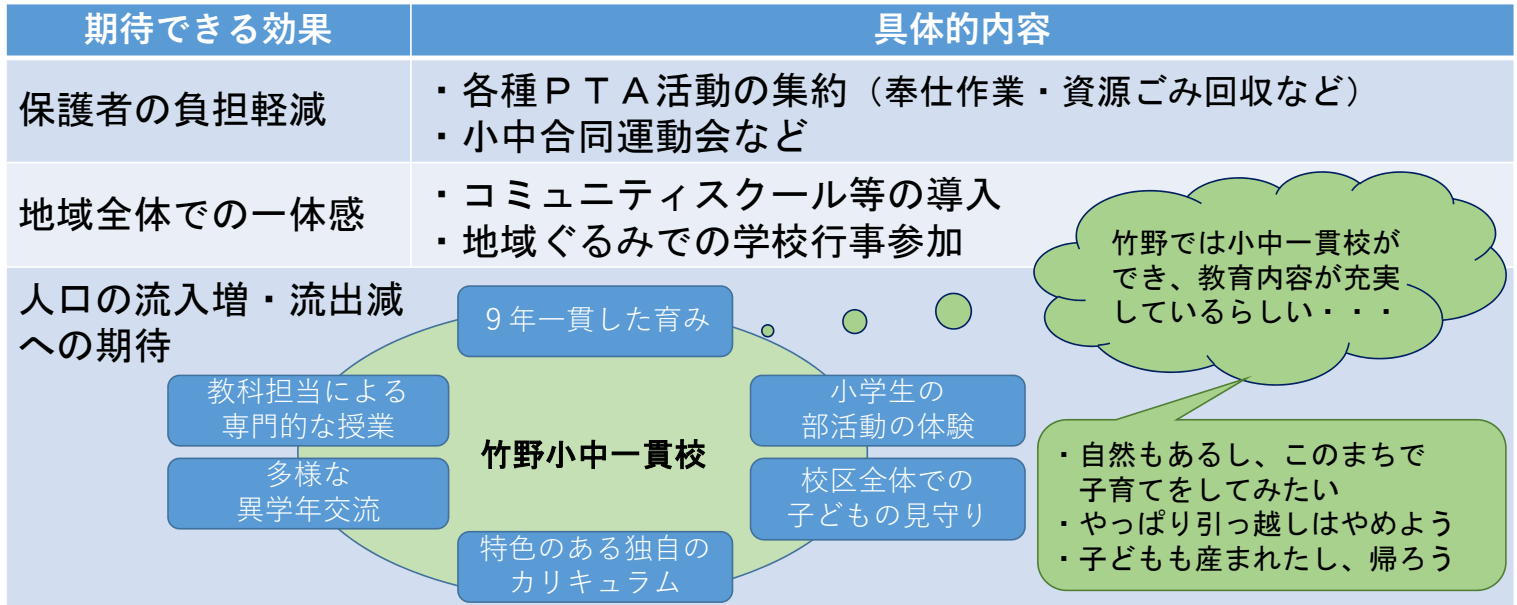 期待できる効果
具体的内容
保護者の負担軽減
・各種ＰＴＡ活動の集約（奉仕作業・資源ごみ回収など）
・小中合同運動会など
地域全体での一体感
・コミュニティスクール等の導入
・地域ぐるみでの学校行事参加
人口の流入増・流出減
への期待
９年一貫した育み
教科担当による
専門的な授業
多様な
異学年交流
竹野小中一貫校
小学生の
部活動の体験
校区全体での
子どもの見守り
特色のある独自の
カリキュラム
竹野では小中一貫校が
でき、教育内容が充実
しているらしい・・・
・自然もあるし、このまちで
子育てをしてみたい
・やっぱり引っ越しはやめよう
・子どもも産まれたし、帰ろう